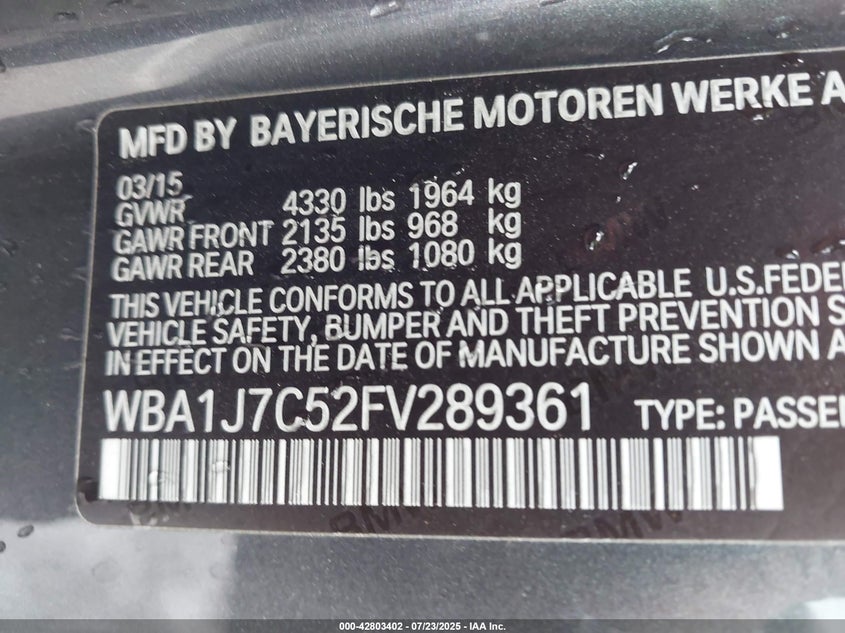 MFD BY BAYERISCHE MOTOREN WERKE A
03/15
GVWR 4330 lbs 1964 kg
GAWR FRONT 2135 lbs 968 kg
GAWR REAR 2380 lbs 1080 kg
THIS VEHICLE CONFORMS TO ALL APPLICABLE U.S.FEDE
VEHICLE SAFETY, BUMPER AND THEFT PREVENTION S
IN EFFECT ON THE DATE OF MANUFACTURE SHOWN A
WBA1J7C52FV289361 TYPE: PASSE
BMW BMW
000-42803402 - 07/23/2025 - IAA Inc.